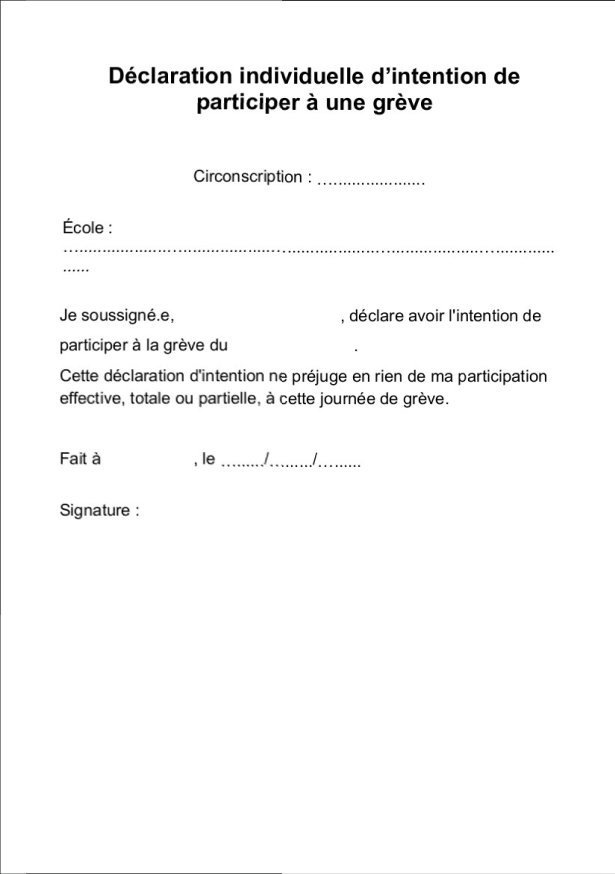 Déclaration individuelle d’intention de
participer à une grève
Circonscription : ........................
École :
.....................................................................................................
......
Je soussigné.e, , déclare avoir l'intention de
participer à la grève du .
Cette déclaration d'intention ne préjuge en rien de ma participation
effective, totale ou partielle, à cette journée de grève.
Fait à , le ........./........./..........
Signature :